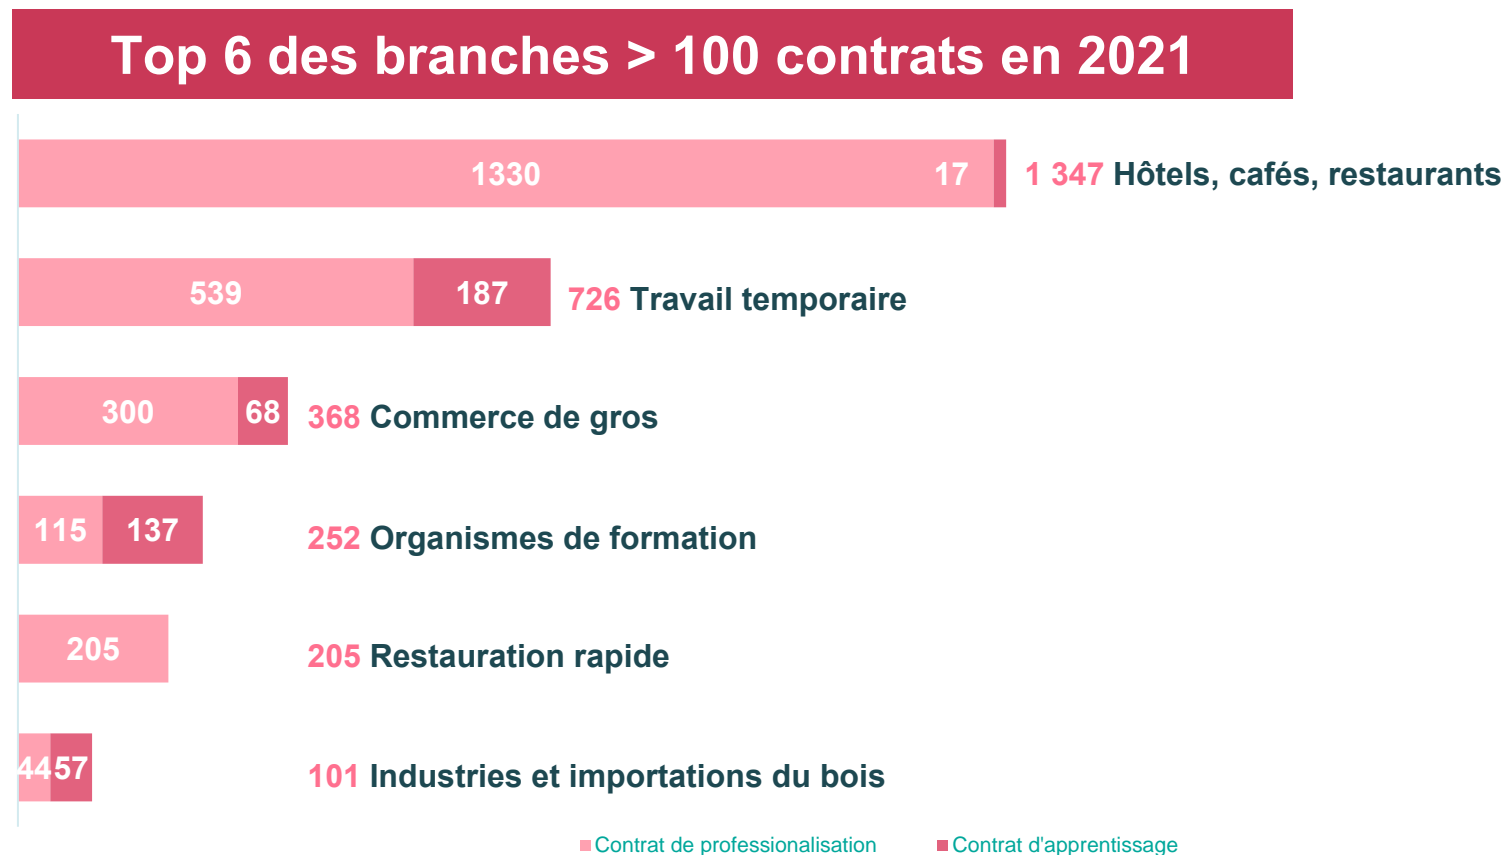 Top 6 des branches > 100 contrats en 2021
1330 17 1 347 Hôtels, cafés, restaurants
539 187 726 Travail temporaire
300 68 368 Commerce de gros
115 137 252 Organismes de formation
205 205 Restauration rapide
44 57 101 Industries et importations du bois
Contrat de professionalisation Contrat d'apprentissage